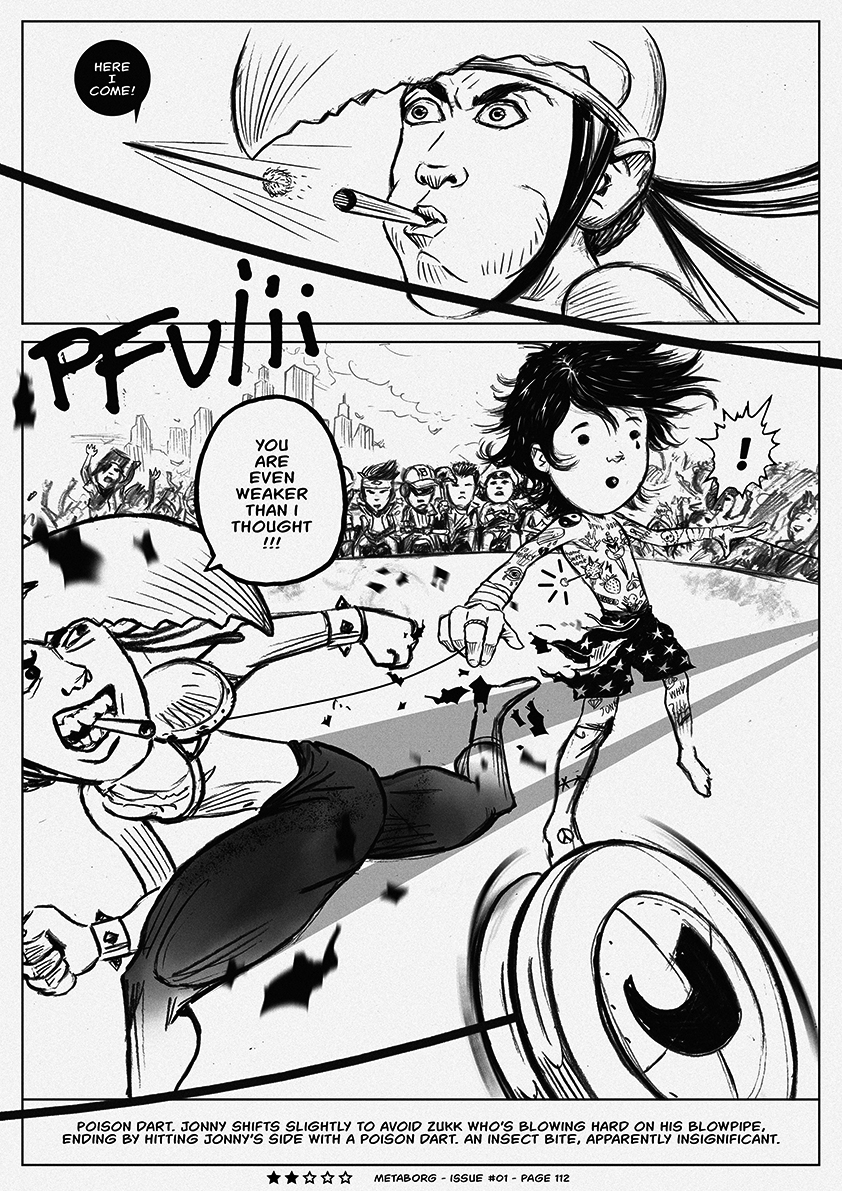 HERE
I
COME!
PFUIiii
YOU
ARE
EVEN
WEAKER
THAN I
THOUGHT
!!!
!
WHY
POISON DART. JONNY SHIFTS SLIGHTLY TO AVOID ZUKK WHO'S BLOWING HARD ON HIS BLOWPIPE,
ENDING BY HITTING JONNY'S SIDE WITH A POISON DART. AN INSECT BITE, APPARENTLY INSIGNIFICANT.
METABORG - ISSUE #01 - PAGE 112